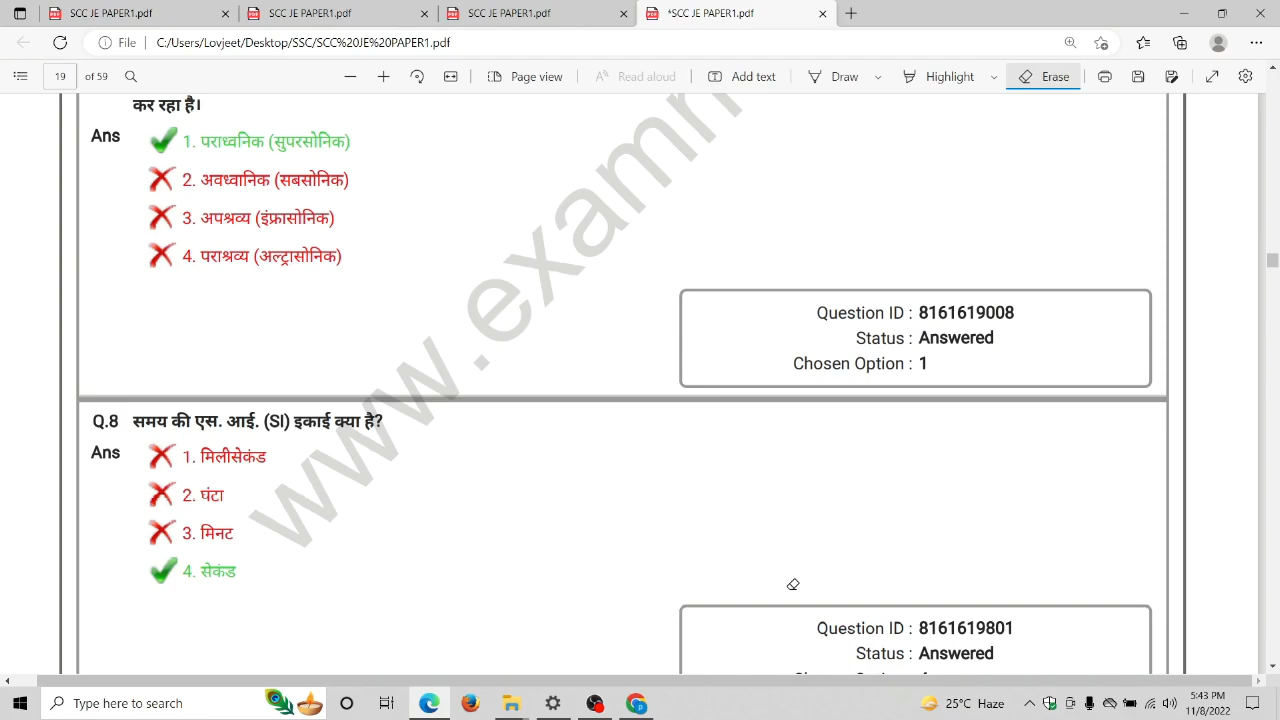 *SCC JE PAPER1.pdf
SCC JE PAPER1.pdf
SCC JE PAPER1.pdf
*SCC JE PAPER1.pdf
File
C:/Users/Lovjeet/Desktop/SSC/SCC%20JE%20PAPER1.pdf
19 of 59
Page view
Read aloud
Add text
Draw
Highlight
Erase
कर रहा है।
Ans
1. पराध्वनिक (सुपरसोनिक)
2. अवध्वानिक (सबसोनिक)
3. अपश्रव्य (इंफ्रासोनिक)
4. पराश्रव्य (अल्ट्रासोनिक)
Question ID : 8161619008
Status : Answered
Chosen Option : 1
Q.8 समय की एस. आई. (SI) इकाई क्या है?
Ans
1. मिलीसेकंड
2. घंटा
3. मिनट
4. सेकंड
Question ID : 8161619801
Status : Answered
www.exam
Type here to search
25°C Haze
5:43 PM
11/8/2022